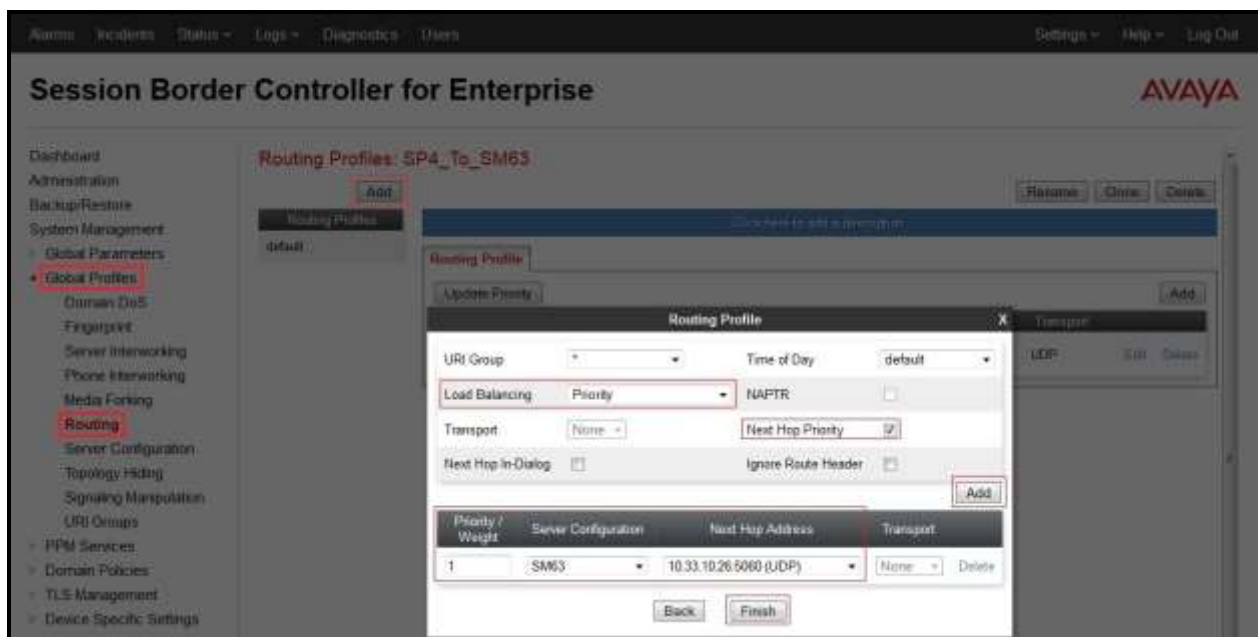 Alarms Incidents Status Logs Diagnostics Users Settings Help Log Out
Session Border Controller for Enterprise
AVAYA
Dashboard
Administration
Backup/Restore
System Management
Global Parameters
Global Profiles
Domain DoS
Fingerprint
Server Interworking
Phone Interworking
Media Forking
Routing
Server Configuration
Topology Hiding
Signaling Manipulation
URI Groups
PPM Services
Domain Policies
TLS Management
Device Specific Settings
Routing Profiles: SP4_To_SM63
Add
Rename Clone Delete
Routing Profiles
default
Click here to add a description.
Routing Profile
Update Priority
Add
Transport
UDP Edit Delete
Routing Profile X
URI Group * Time of Day default
Load Balancing Priority NAPTR
Transport None Next Hop Priority
Next Hop In-Dialog Ignore Route Header
Add
Priority / Weight Server Configuration Next Hop Address Transport
1 SM63 10.33.10.26:5060 (UDP) None Delete
Back Finish